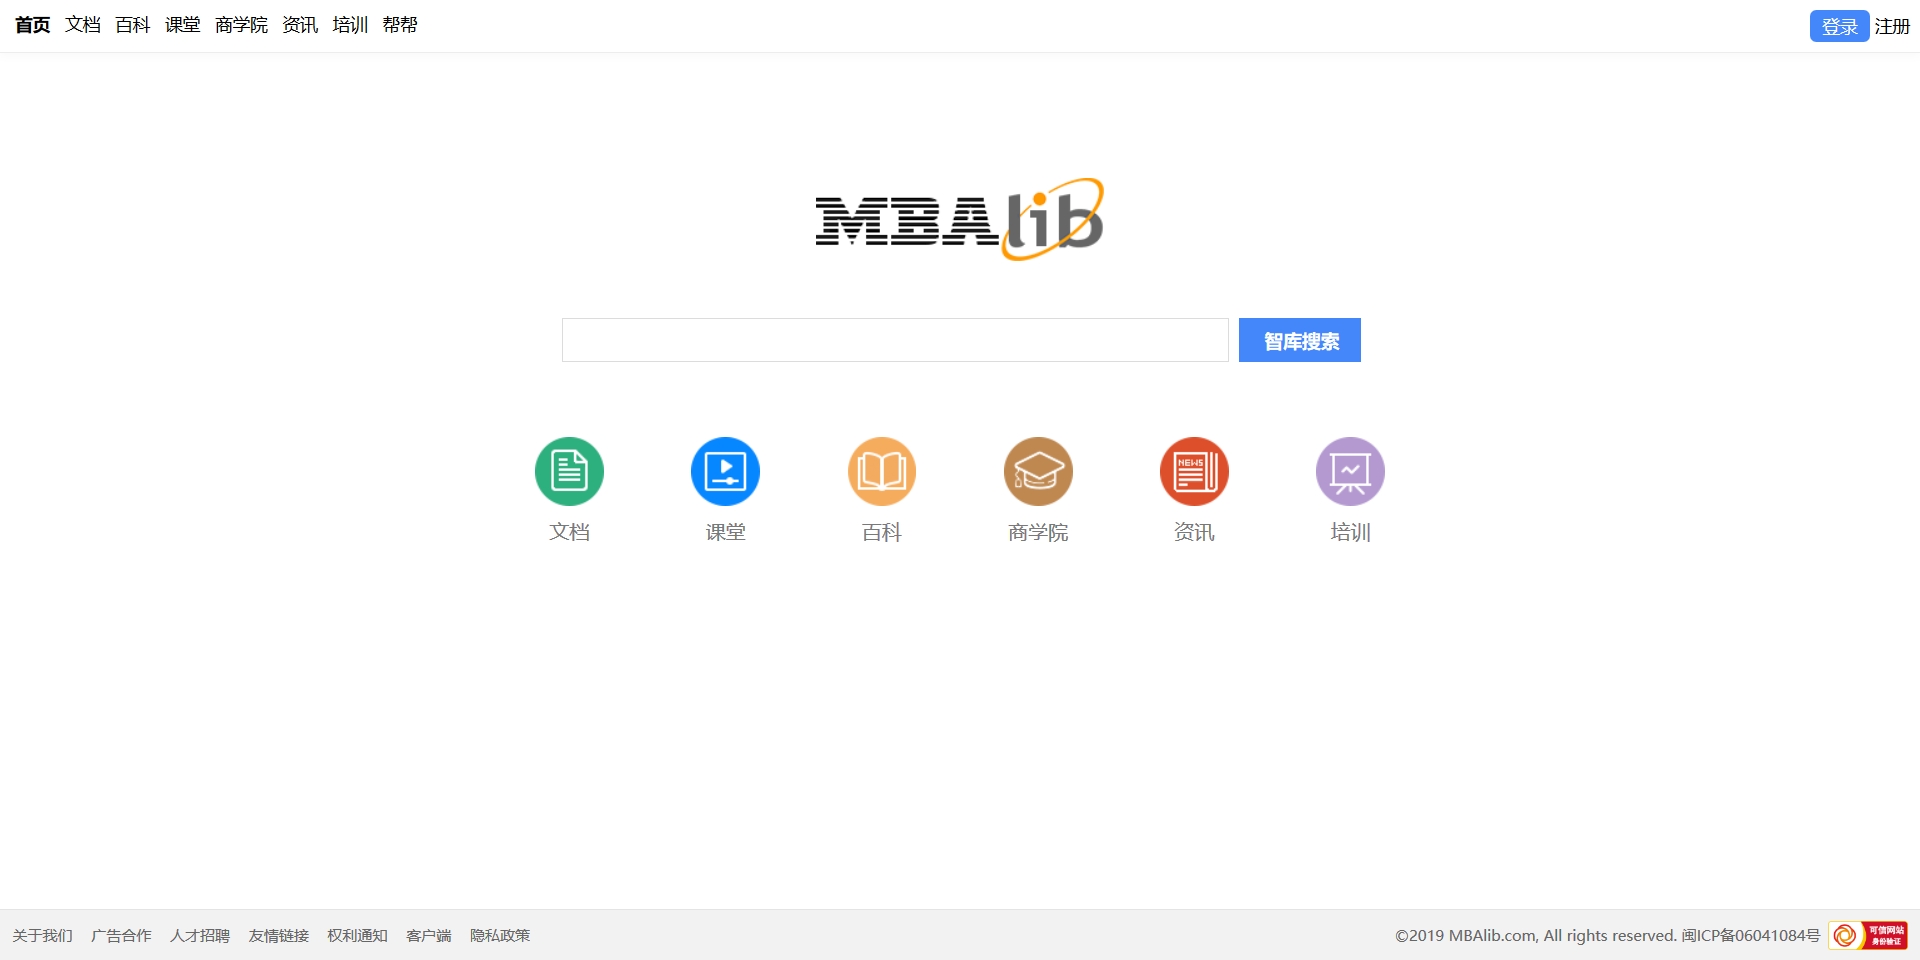 首页 文档 百科 课堂 商学院 资讯 培训 帮帮 登录 注册
MBAlib
智库搜索
NEWS
文档 课堂 百科 商学院 资讯 培训
关于我们 广告合作 人才招聘 友情链接 权利通知 客户端 隐私政策 ©2019 MBAlib.com, All rights reserved. 闽ICP备06041084号 可信网站
身份验证